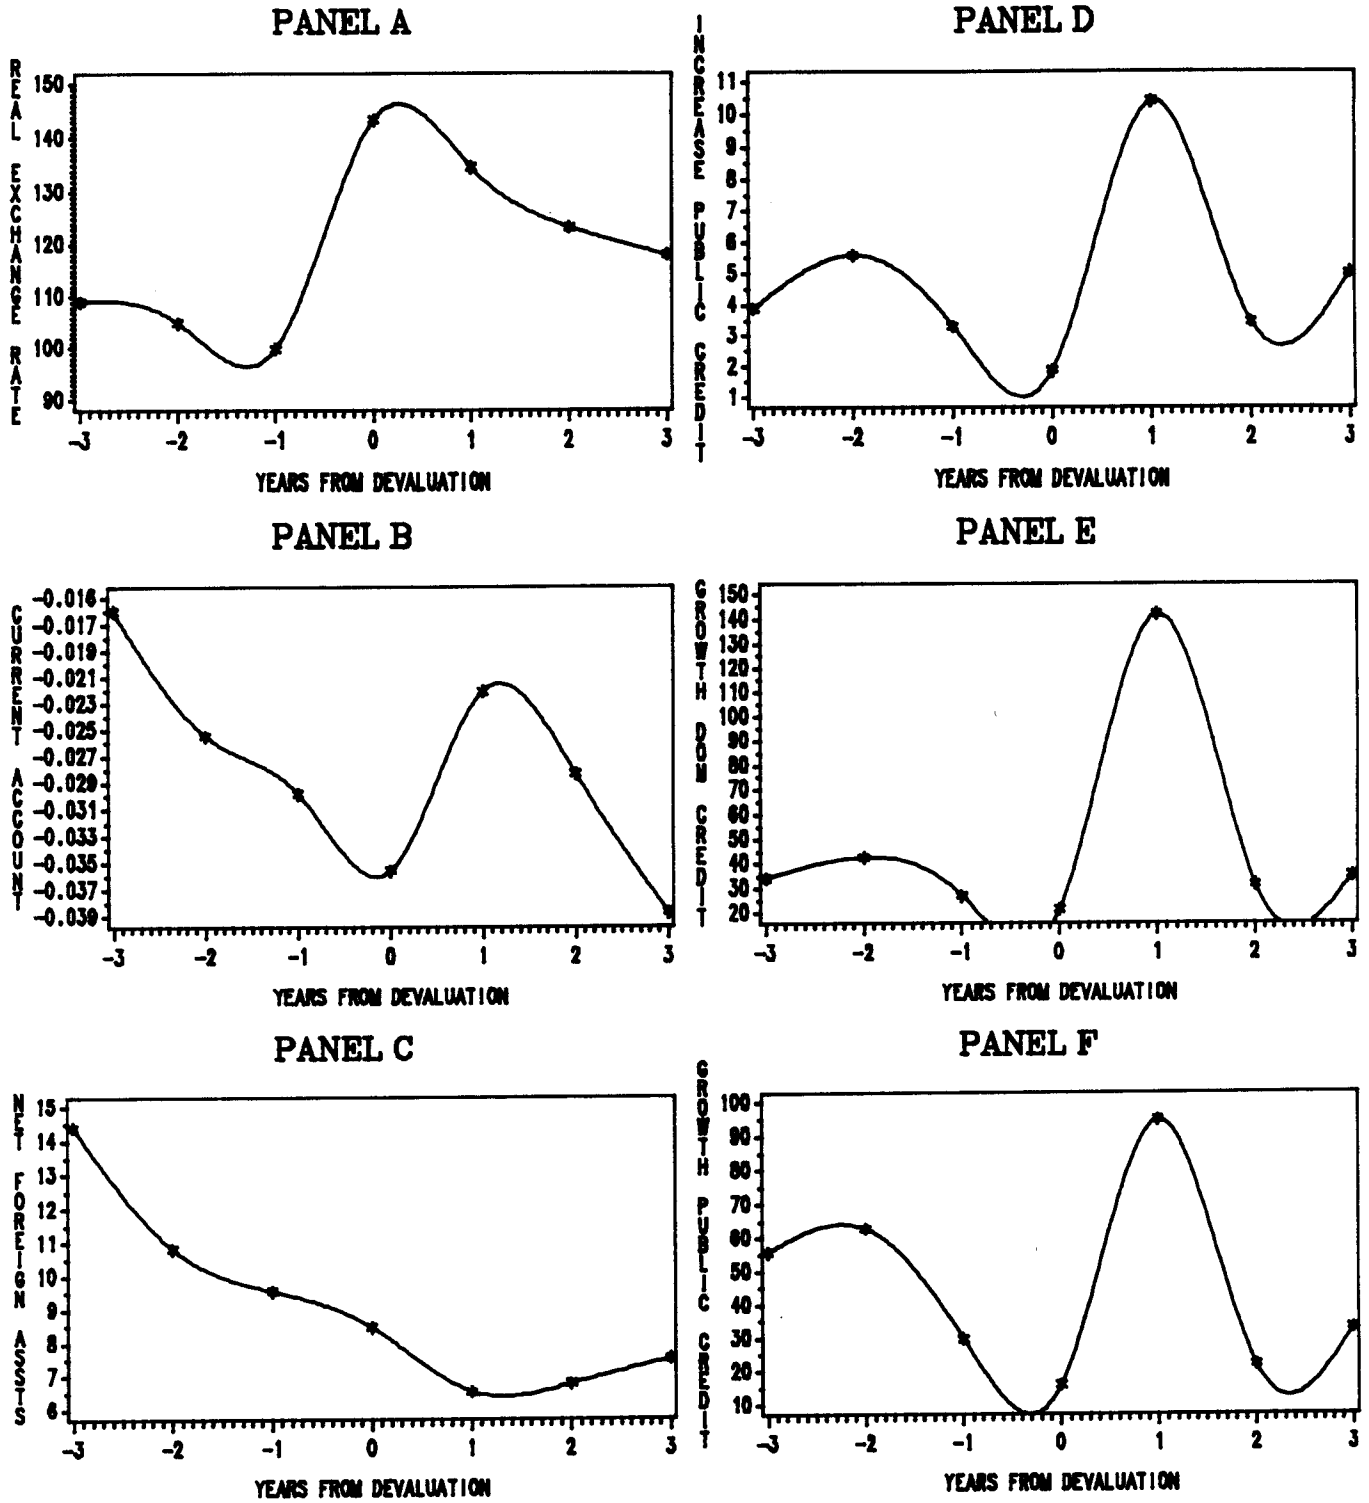 PANEL A
REAL EXCHANGE RATE
150
140
130
120
110
100
90
-3 -2 -1 0 1 2 3
YEARS FROM DEVALUATION
PANEL B
CURRENT ACCOUNT
-0.016
-0.017
-0.019
-0.021
-0.023
-0.025
-0.027
-0.029
-0.031
-0.033
-0.035
-0.037
-0.039
-3 -2 -1 0 1 2 3
YEARS FROM DEVALUATION
PANEL C
NET FOREIGN ASSTS
15
14
13
12
11
10
9
8
7
6
-3 -2 -1 0 1 2 3
YEARS FROM DEVALUATION
PANEL D
INCREASE PUBLIC CREDIT
11
10
9
8
7
6
5
4
3
2
1
-3 -2 -1 0 1 2 3
YEARS FROM DEVALUATION
PANEL E
GROWTH DOM CREDIT
150
140
130
120
110
100
90
80
70
60
50
40
30
20
-3 -2 -1 0 1 2 3
YEARS FROM DEVALUATION
PANEL F
GROWTH PUBLIC CREDIT
100
90
80
70
60
50
40
30
20
10
-3 -2 -1 0 1 2 3
YEARS FROM DEVALUATION